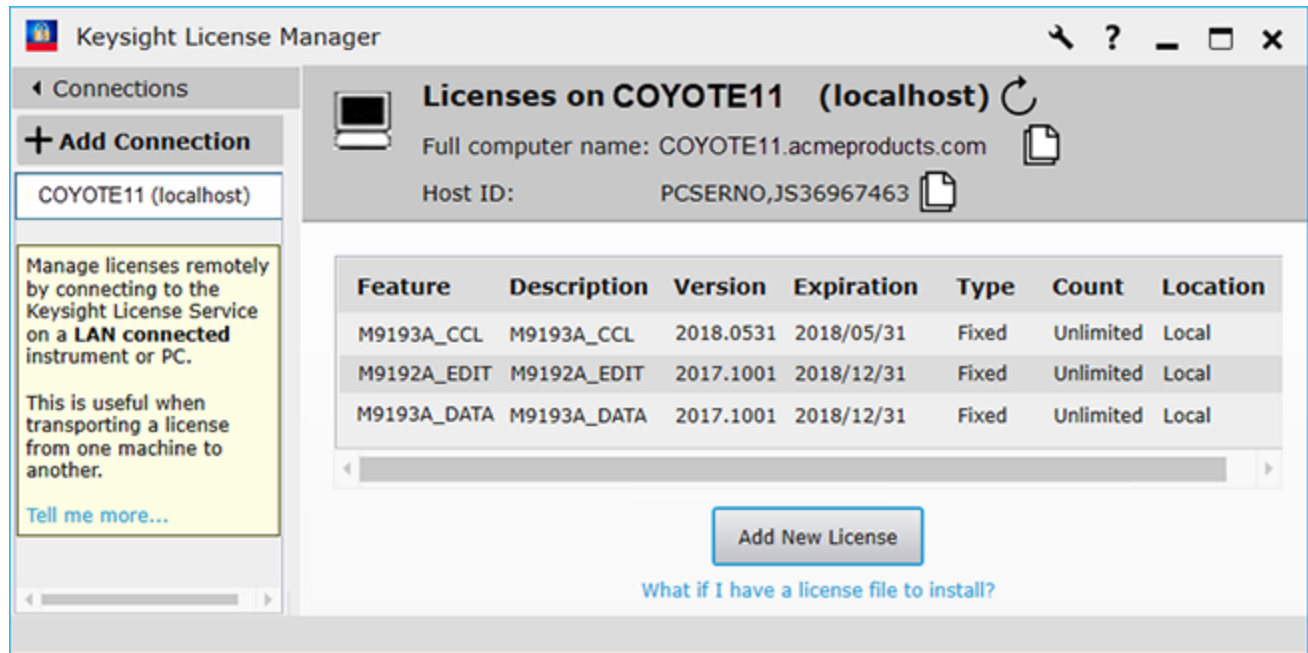 Keysight License Manager
?
Connections
Add Connection
COYOTE11 (localhost)
Manage licenses remotely
by connecting to the
Keysight License Service
on a LAN connected
instrument or PC.
This is useful when
transporting a license
from one machine to
another.
Tell me more...
Licenses on COYOTE11 (localhost)
Full computer name: COYOTE11.acmeproducts.com
Host ID: PCSERNO,JS36967463
Feature Description Version Expiration Type Count Location
M9193A_CCL M9193A_CCL 2018.0531 2018/05/31 Fixed Unlimited Local
M9192A_EDIT M9192A_EDIT 2017.1001 2018/12/31 Fixed Unlimited Local
M9193A_DATA M9193A_DATA 2017.1001 2018/12/31 Fixed Unlimited Local
Add New License
What if I have a license file to install?